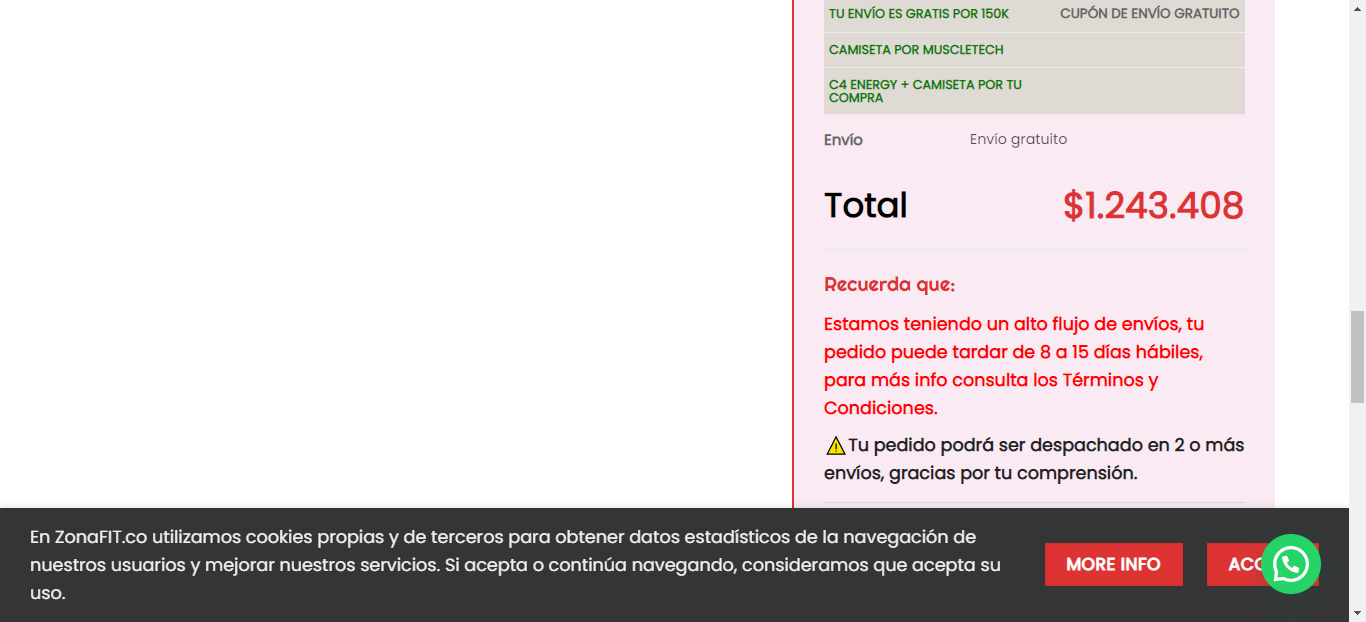 TU ENVÍO ES GRATIS POR 150K CUPÓN DE ENVÍO GRATUITO
CAMISETA POR MUSCLETECH
C4 ENERGY + CAMISETA POR TU
COMPRA
Envío Envío gratuito
Total $1.243.408
Recuerda que:
Estamos teniendo un alto flujo de envíos, tu
pedido puede tardar de 8 a 15 días hábiles,
para más info consulta los Términos y
Condiciones.
⚠Tu pedido podrá ser despachado en 2 o más
envíos, gracias por tu comprensión.
En ZonaFIT.co utilizamos cookies propias y de terceros para obtener datos estadísticos de la navegación de
nuestros usuarios y mejorar nuestros servicios. Si acepta o continúa navegando, consideramos que acepta su
uso.
MORE INFO